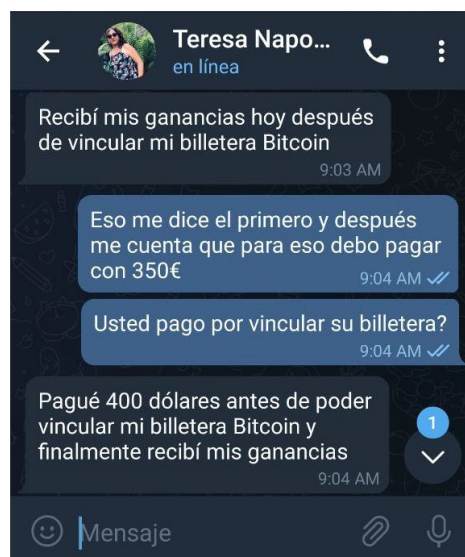 Teresa Napo...
en línea
Recibí mis ganancias hoy después
de vincular mi billetera Bitcoin
9:03 AM
Eso me dice el primero y después
me cuenta que para eso debo pagar
con 350€
9:04 AM
Usted pago por vincular su billetera?
9:04 AM
Pagué 400 dólares antes de poder
vincular mi billetera Bitcoin y
finalmente recibí mis ganancias
9:04 AM
1
Mensaje